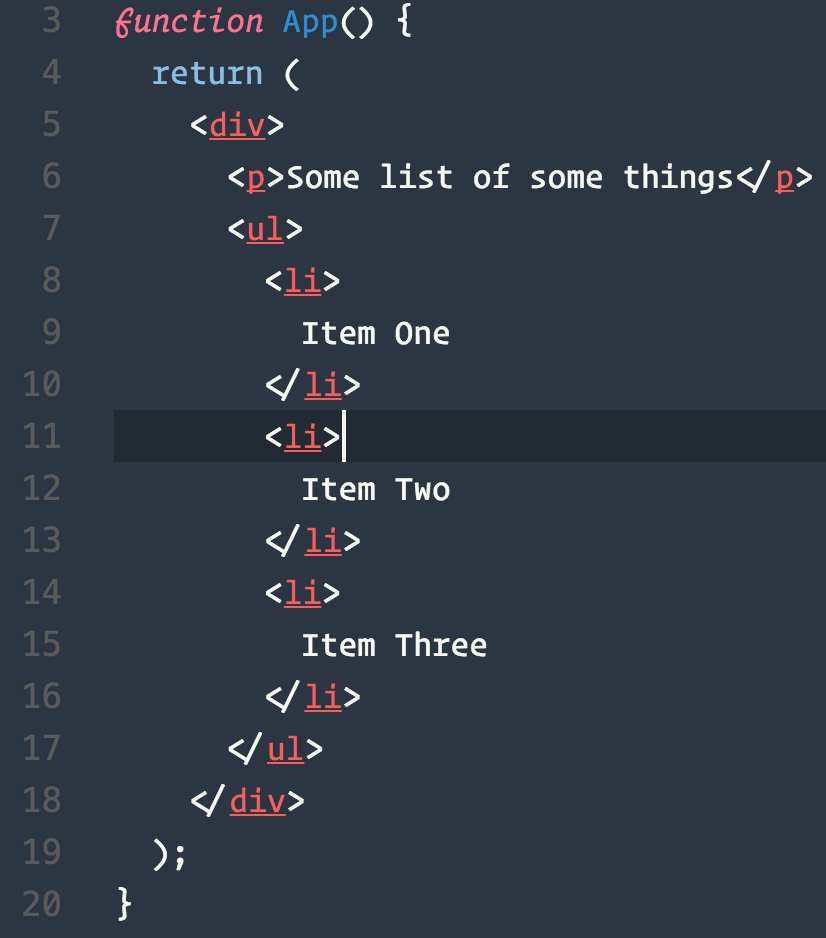 3 function App() {
4 return (
5 <div>
6 <p>Some list of some things</p>
7 <ul>
8 <li>
9 Item One
10 </li>
11 <li>
12 Item Two
13 </li>
14 <li>
15 Item Three
16 </li>
17 </ul>
18 </div>
19 );
20 }